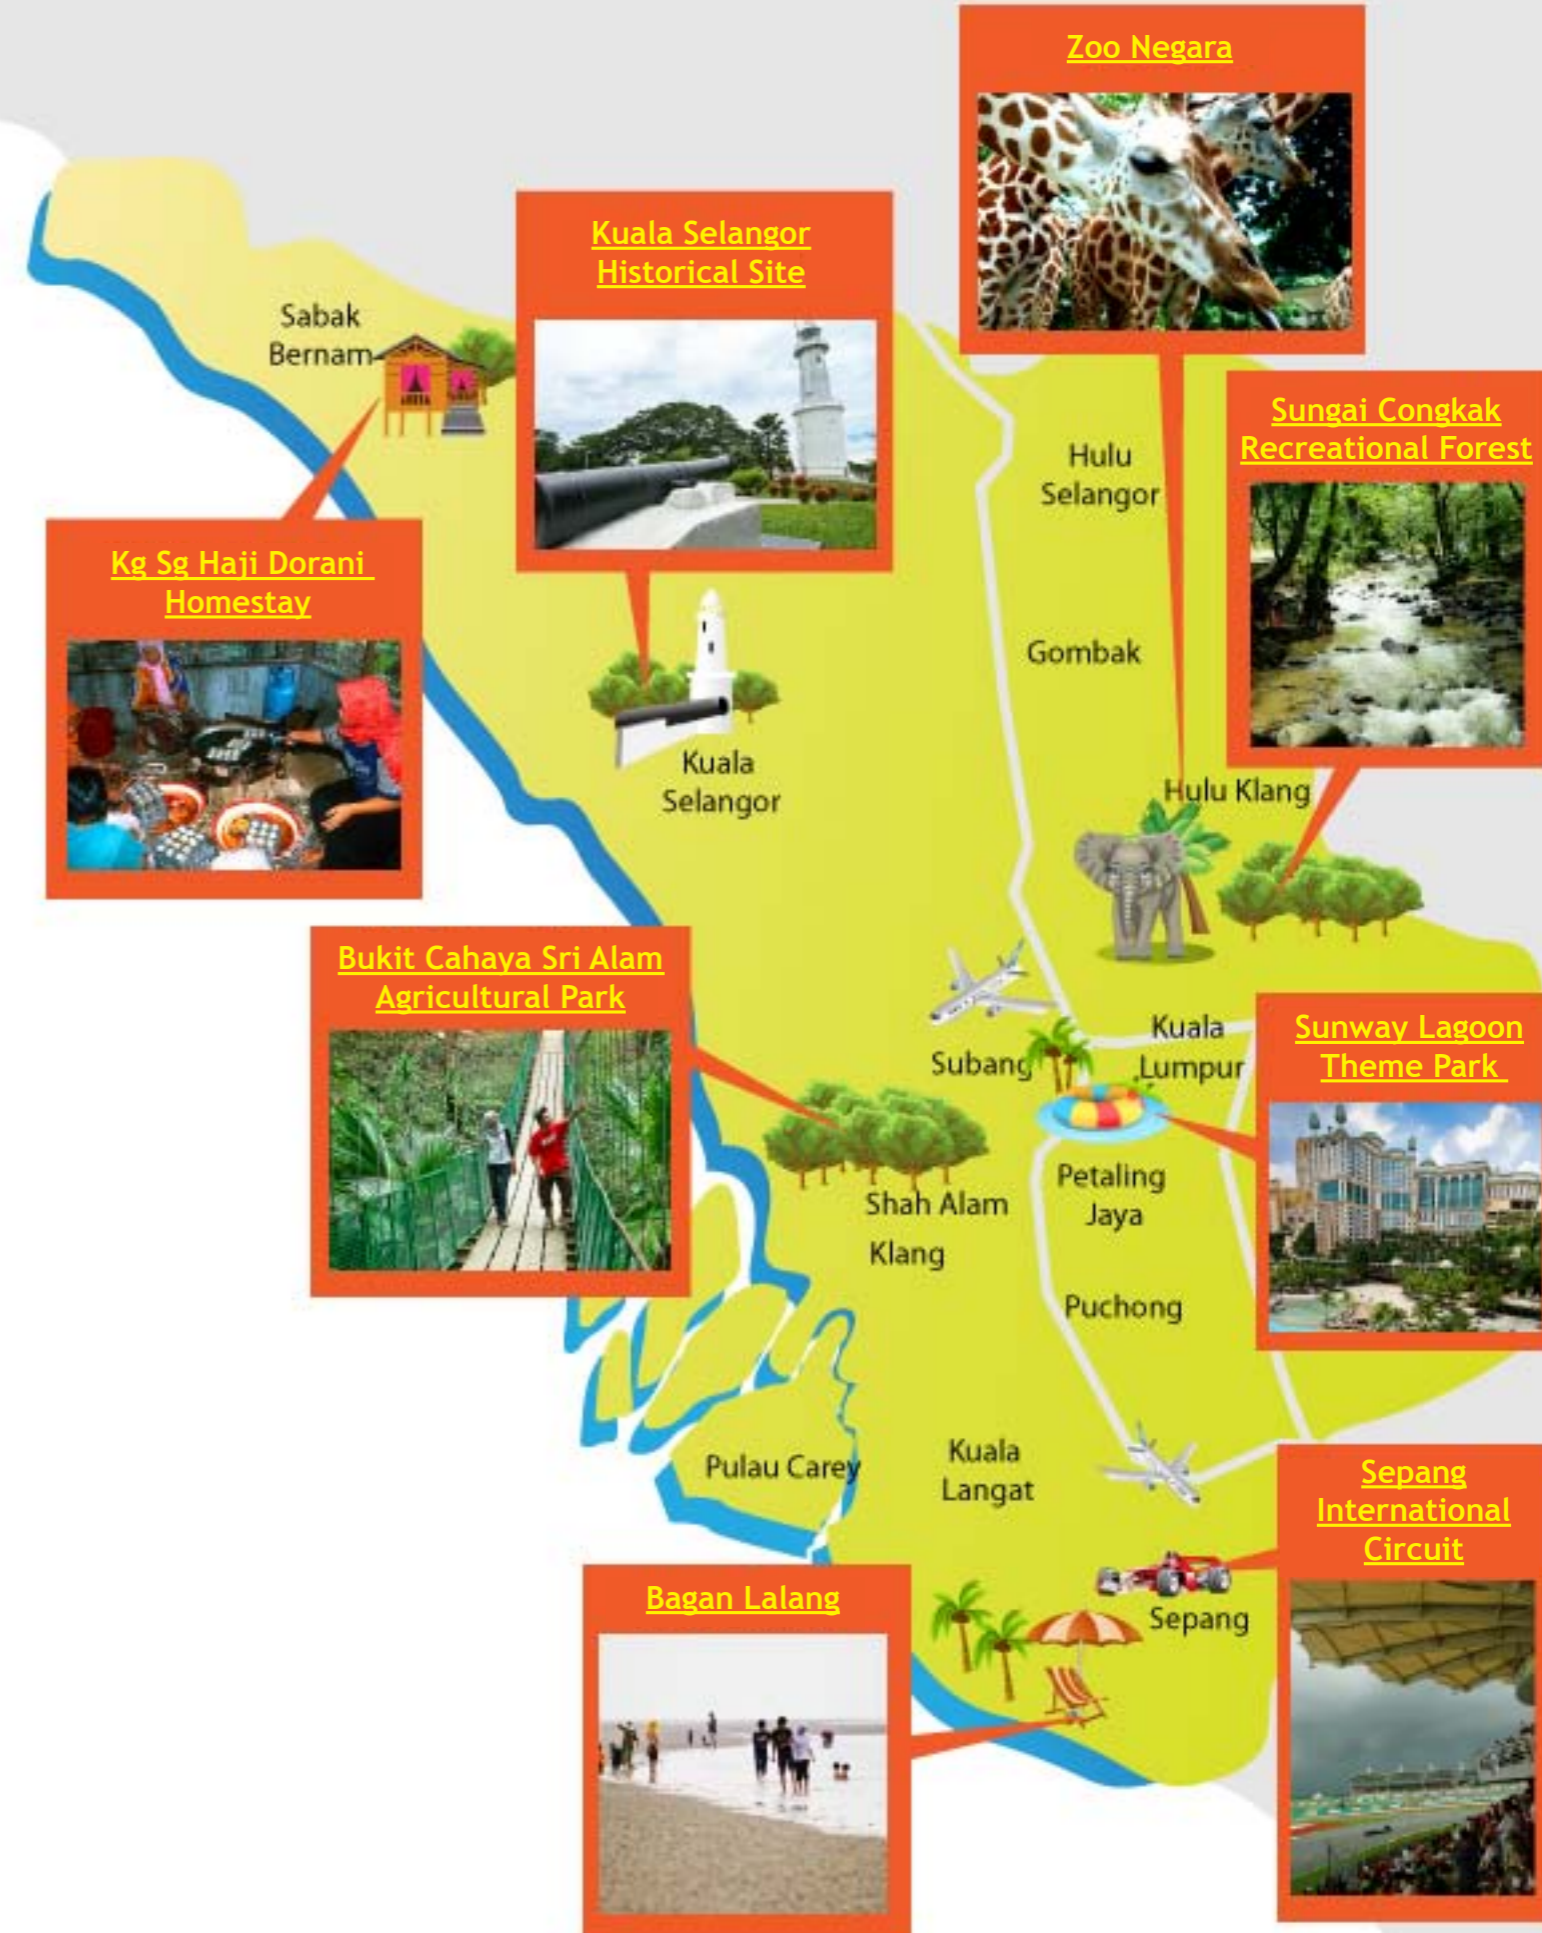 Zoo Negara
Kuala Selangor
Historical Site
Sabak
Bernam
Sungai Congkak
Recreational Forest
Hulu
Selangor
Kg Sg Haji Dorani
Homestay
Gombak
Kuala
Selangor
Hulu Klang
Bukit Cahaya Sri Alam
Agricultural Park
Subang
Kuala
Lumpur
Sunway Lagoon
Theme Park
Shah Alam
Klang
Petaling
Jaya
Puchong
Pulau Carey
Kuala
Langat
Sepang
International
Circuit
Bagan Lalang
Sepang